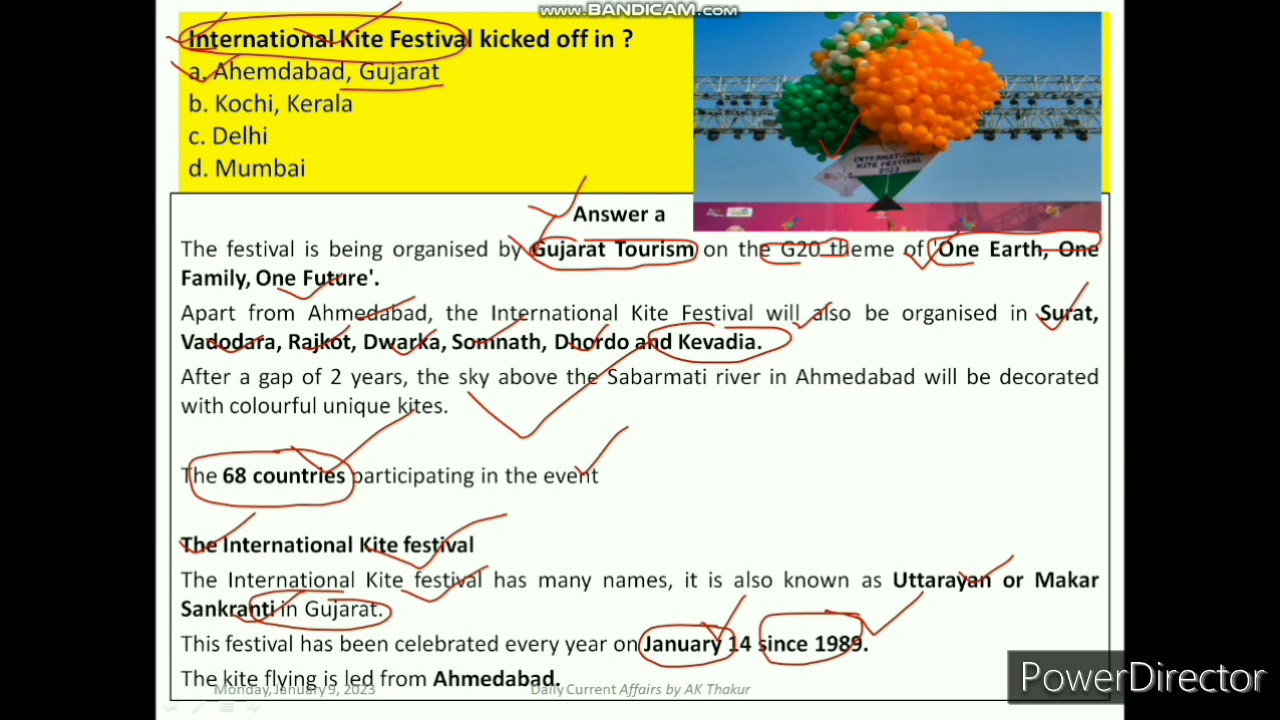 www.BANDICAM.com
International Kite Festival kicked off in ?
a. Ahemdabad, Gujarat
b. Kochi, Kerala
c. Delhi
d. Mumbai
INTERNATIONAL
KITE FESTIVAL
2023
Answer a
The festival is being organised by Gujarat Tourism on the G20 theme of 'One Earth, One
Family, One Future'.
Apart from Ahmedabad, the International Kite Festival will also be organised in Surat,
Vadodara, Rajkot, Dwarka, Somnath, Dhordo and Kevadia.
After a gap of 2 years, the sky above the Sabarmati river in Ahmedabad will be decorated
with colourful unique kites.
The 68 countries participating in the event
The International Kite festival
The International Kite festival has many names, it is also known as Uttarayan or Makar
Sankranti in Gujarat.
This festival has been celebrated every year on January 14 since 1989.
The kite flying is led from Ahmedabad.
Monday, January 9, 2023
Daily Current Affairs by AK Thakur
PowerDirector